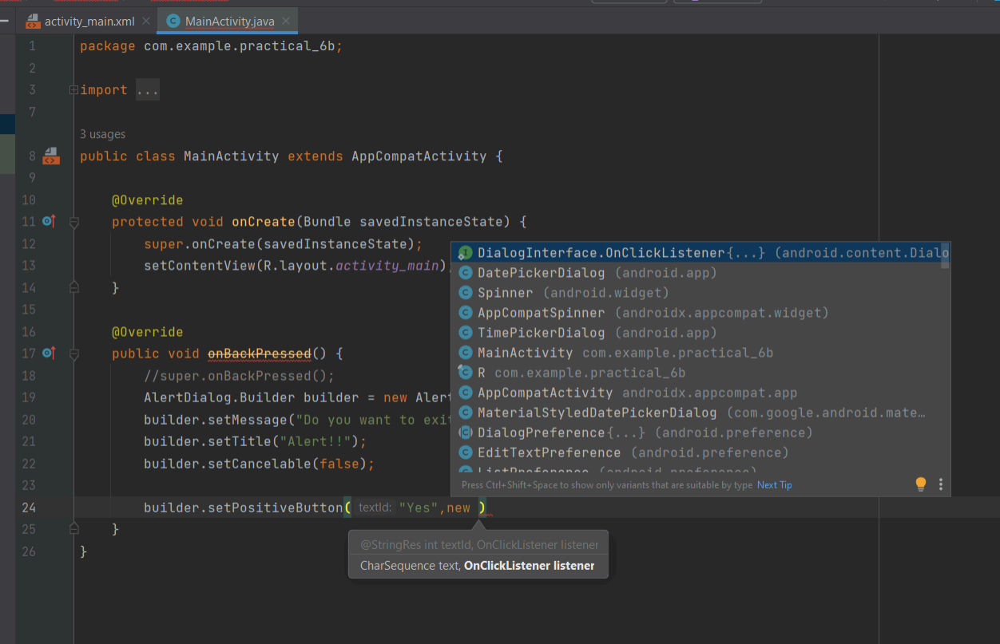 activity_main.xml
MainActivity.java
1 package com.example.practical_6b;
2
3 import ...
7
3 usages
8 public class MainActivity extends AppCompatActivity {
9
10 @Override
11 protected void onCreate(Bundle savedInstanceState) {
12 super.onCreate(savedInstanceState);
13 setContentView(R.layout.activity_main)
14 }
15
16 @Override
17 public void onBackPressed() {
18 //super.onBackPressed();
19 AlertDialog.Builder builder = new Alert
20 builder.setMessage("Do you want to exit
21 builder.setTitle("Alert!!");
22 builder.setCancelable(false);
23
24 builder.setPositiveButton( textId: "Yes",new )
25 }
26 }
DialogInterface.OnClickListener{...} (android.content.Dialo
DatePickerDialog (android.app)
Spinner (android.widget)
AppCompatSpinner (androidx.appcompat.widget)
TimePickerDialog (android.app)
MainActivity com.example.practical_6b
R com.example.practical_6b
AppCompatActivity androidx.appcompat.app
MaterialStyledDatePickerDialog (com.google.android.mate…
DialogPreference{...} (android.preference)
EditTextPreference (android.preference)
ListPreference (android.preference)
Press Ctrl+Shift+Space to show only variants that are suitable by type Next Tip
@StringRes int textId, OnClickListener listener
CharSequence text, OnClickListener listener